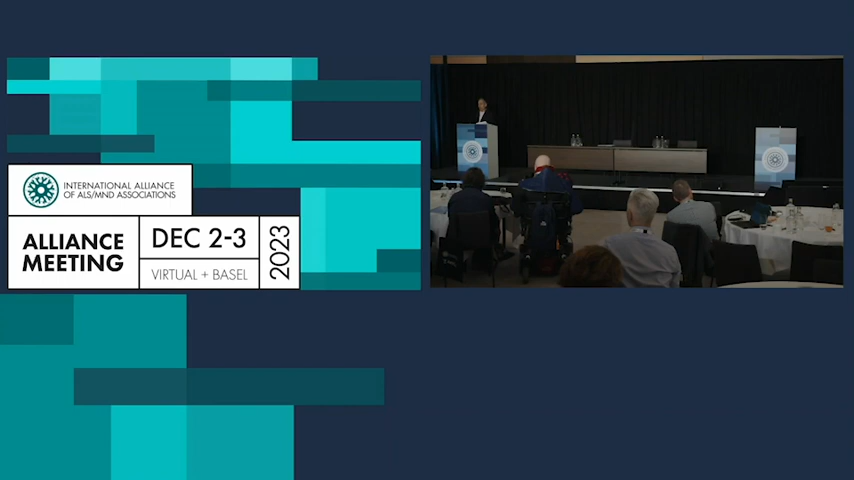 INTERNATIONAL ALLIANCE
OF ALS/MND ASSOCIATIONS
ALLIANCE
MEETING
DEC 2-3
VIRTUAL + BASEL
2023